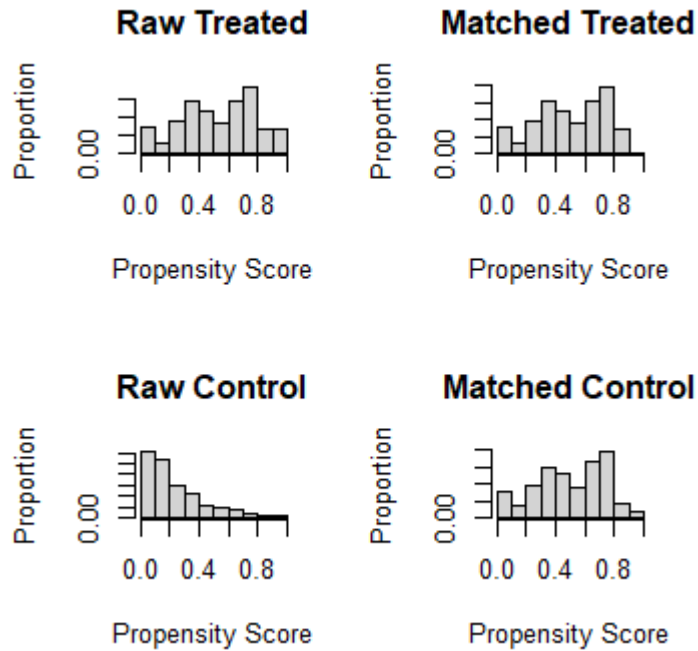 Raw Treated
Matched Treated
Proportion
0.00
0.0 0.4 0.8
Propensity Score
Proportion
0.00
0.0 0.4 0.8
Propensity Score
Raw Control
Matched Control
Proportion
0.00
0.0 0.4 0.8
Propensity Score
Proportion
0.00
0.0 0.4 0.8
Propensity Score